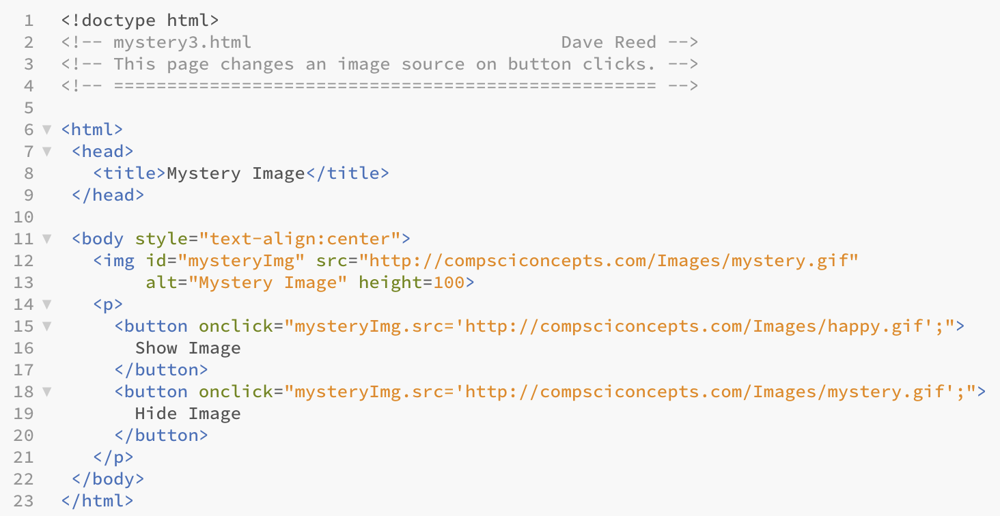 1 <!doctype html>
2 <!-- mystery3.html                             Dave Reed -->
3 <!-- This page changes an image source on button clicks. -->
4 <!-- =================================================== -->
5
6 <html>
7  <head>
8    <title>Mystery Image</title>
9  </head>
10
11  <body style="text-align:center">
12    <img id="mysteryImg" src="http://compsciconcepts.com/Images/mystery.gif"
13         alt="Mystery Image" height=100>
14    <p>
15      <button onclick="mysteryImg.src='http://compsciconcepts.com/Images/happy.gif';">
16        Show Image
17      </button>
18      <button onclick="mysteryImg.src='http://compsciconcepts.com/Images/mystery.gif';">
19        Hide Image
20      </button>
21    </p>
22  </body>
23 </html>